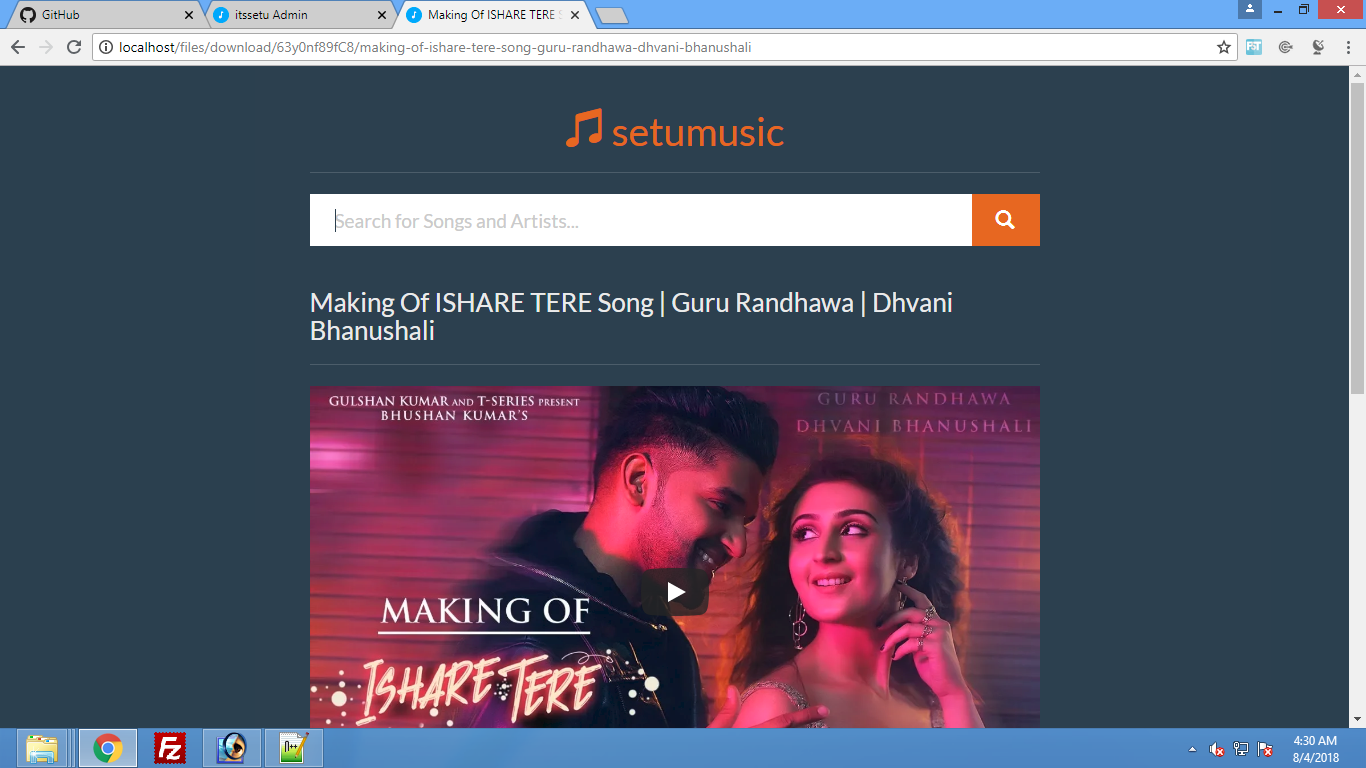 GitHub
itssetu Admin
Making Of ISHARE TERE S
localhost/files/download/63y0nf89fC8/making-of-ishare-tere-song-guru-randhawa-dhvani-bhanushali
setumusic
Search for Songs and Artists...
Making Of ISHARE TERE Song | Guru Randhawa | Dhvani
Bhanushali
GULSHAN KUMAR AND T-SERIES PRESENT
BHUSHAN KUMAR'S
GURU RANDHAWA
DHVANI BHANUSHALI
MAKING OF
ISHARE TERE
4:30 AM
8/4/2018